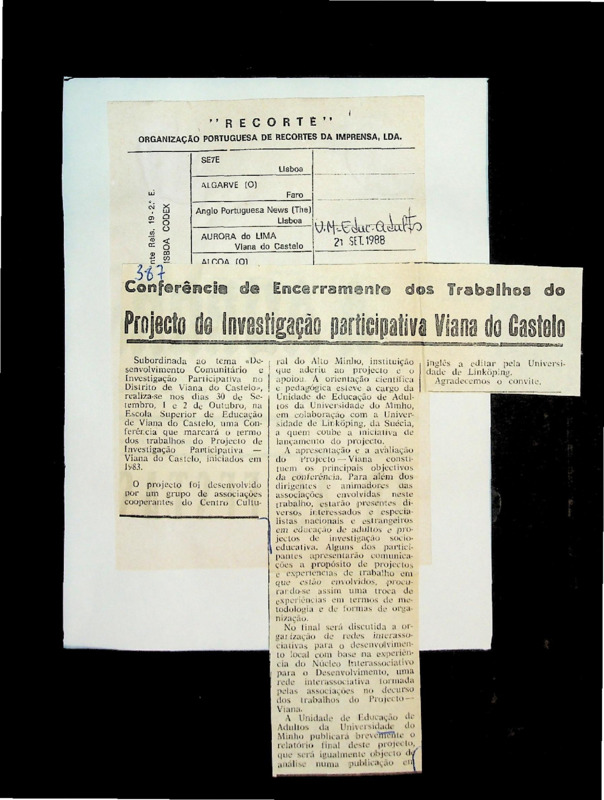 "RECORTE"
ORGANIZAÇÃO PORTUGUESA DE RECORTES DA IMPRENSA, LDA.
nte Reis, 19-2.º E.
ISBOA CODEX
SE7E
Lisboa
ALGARVE (O)
Faro
Anglo Portuguesa News (The)
Lisboa
AURORA do LIMA
Viana do Castelo
ALCOA (O)
U.M-Educ-adultos
21 SET. 1988
387
Conferência de Encerramento dos Trabalhos do
Projecto de Investigação participativa Viana do Castelo
Subordinada ao tema «De-
senvolvimento Comunitário e
Investigação Participativa no
Distrito de Viana do Castelo»,
realiza-se nos dias 30 de Se-
tembro, 1 e 2 de Outubro, na
Escola Superior de Educação
de Viana do Castelo, uma Con-
ferência que marcará o termo
dos trabalhos do Projecto de
Investigação Participativa —
Viana do Castelo, iniciados em
1983.
O projecto foi desenvolvido
por um grupo de associações
cooperantes do Centro Cultu-
ral do Alto Minho, instituição
que aderiu ao projecto e o
apoiou. A orientação científica
e pedagógica esteve a cargo da
Unidade de Educação de Adul-
tos da Universidade do Minho,
em colaboração com a Univer-
sidade de Linköping, da Suécia,
a quem coube a iniciativa de
lançamento do projecto.
A apresentação e a avaliação
do Projecto—Viana consti-
tuem os principais objectivos
da conferência. Para além dos
dirigentes e animadores das
associações envolvidas neste
trabalho, estarão presentes di-
versos interessados e especia-
listas nacionais e estrangeiros
em educação de adultos e pro-
jectos de investigação socio-
educativa. Alguns dos partici-
pantes apresentarão comunica-
ções a propósito de projectos
e experiências de trabalho em
que estão envolvidos, procu-
rando-se assim uma troca de
experiências em termos de me-
todologia e de formas de orga-
nização.
No final será discutida a or-
ganização de redes interasso-
ciativas para o desenvolvimen-
to local com base na experiên-
cia do Núcleo Interassociativo
para o Desenvolvimento, uma
rede interassociativa formada
pelas associações no decurso
dos trabalhos do Projecto—
Viana.
A Unidade de Educação de
Adultos da Universidade do
Minho publicará brevemente o
relatório final deste projecto,
que será igualmente objecto de
análise numa publicação em
inglês a editar pela Universi-
dade de Linköping.
Agradecemos o convite.